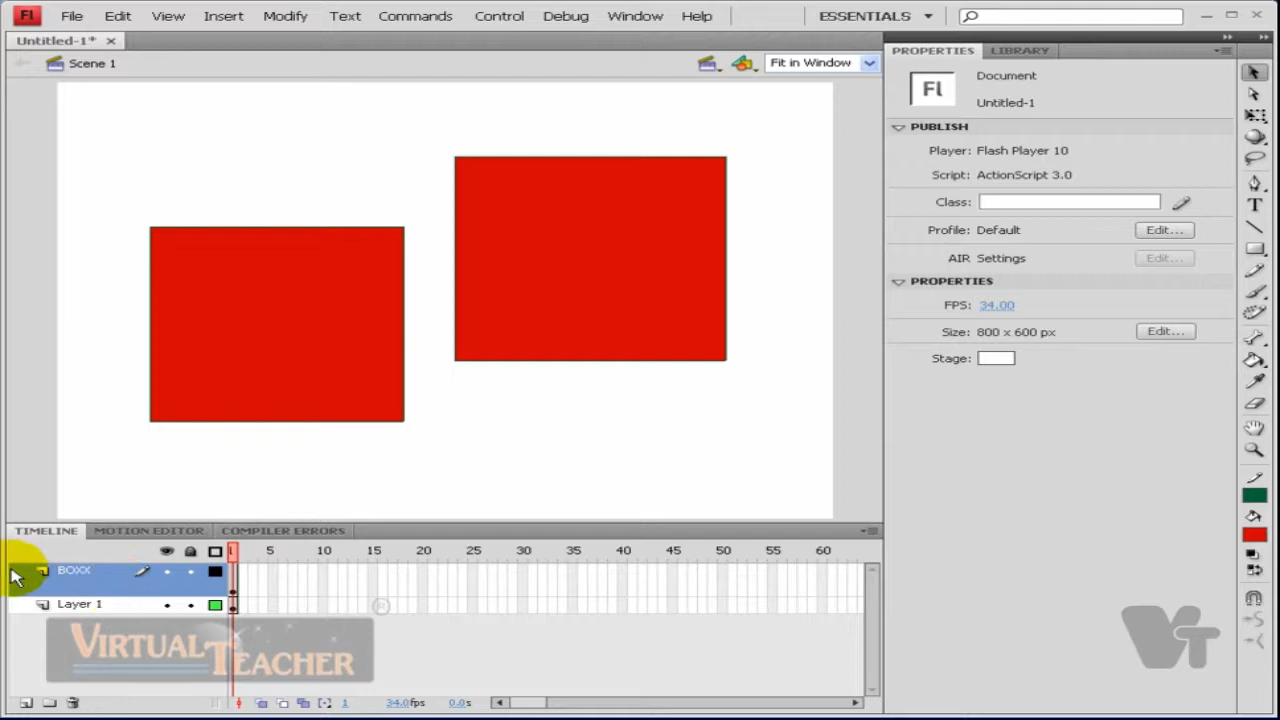 Fl File Edit View Insert Modify Text Commands Control Debug Window Help ESSENTIALS
Untitled-1* ×
Scene 1 Fit in Window
PROPERTIES LIBRARY
Fl
Document
Untitled-1
PUBLISH
Player: Flash Player 10
Script: ActionScript 3.0
Class:
Profile: Default Edit...
AIR Settings Edit...
PROPERTIES
FPS: 34.00
Size: 800 x 600 px Edit...
Stage:
TIMELINE MOTION EDITOR COMPILER ERRORS
1 5 10 15 20 25 30 35 40 45 50 55 60
BOXX
Layer 1
VIRTUAL TEACHER
VT
1 34.0fps 0.0s